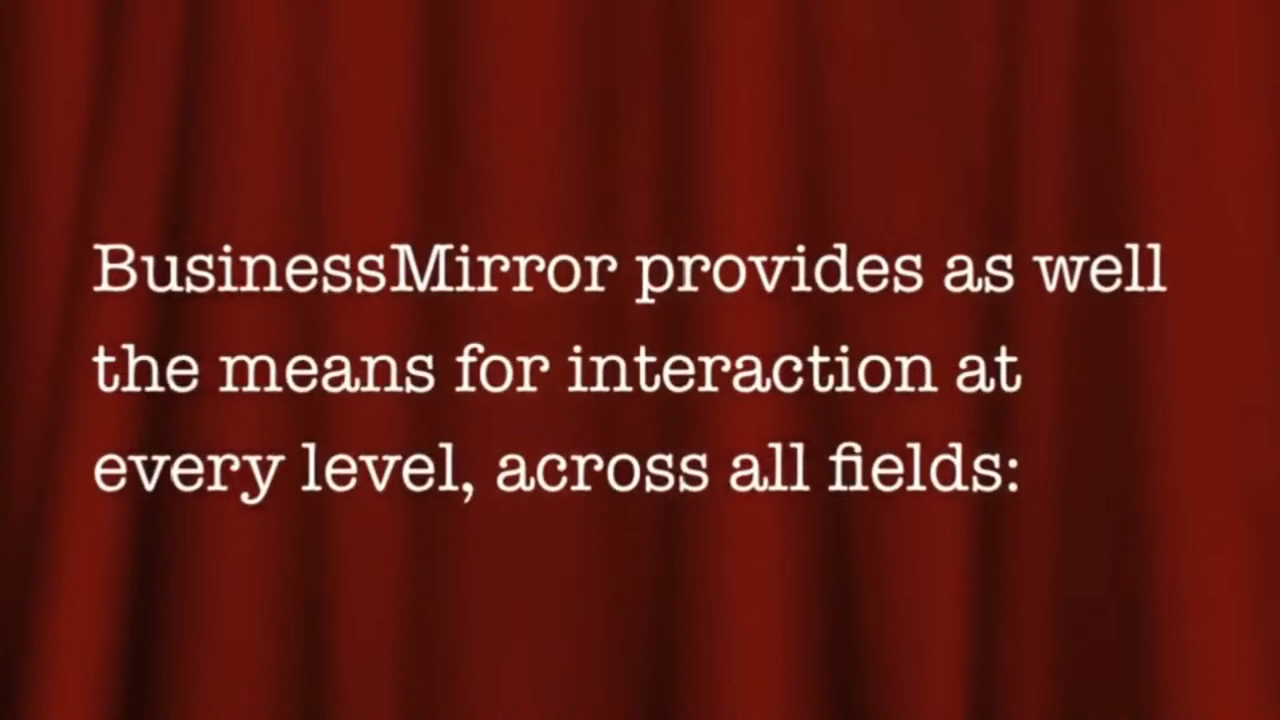 BusinessMirror provides as well
the means for interaction at
every level, across all fields: